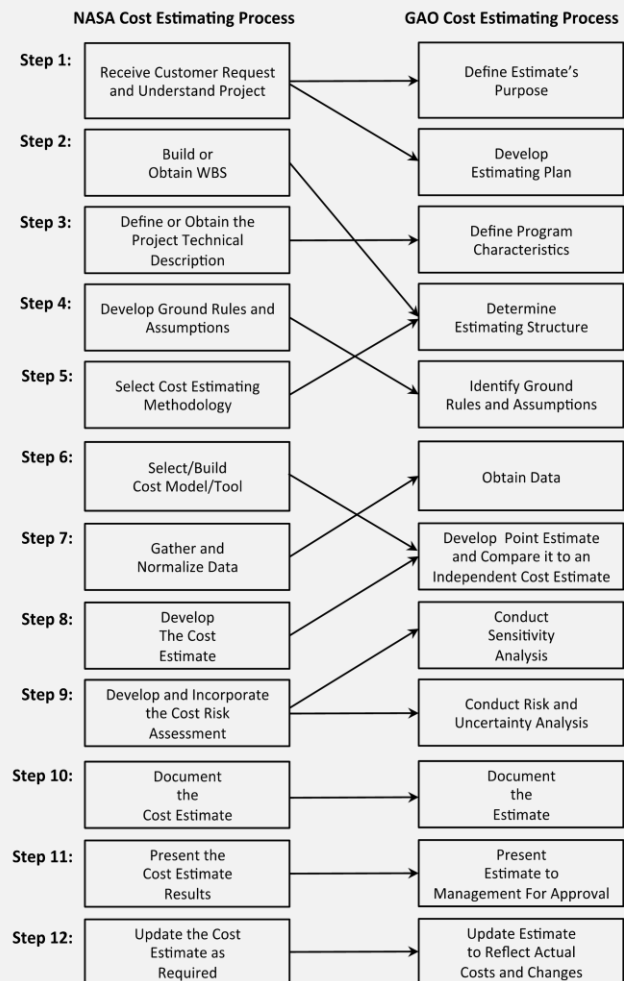 NASA Cost Estimating Process
GAO Cost Estimating Process
Step 1:
Receive Customer Request
and Understand Project
Define Estimate's
Purpose
Step 2:
Build or
Obtain WBS
Develop
Estimating Plan
Step 3:
Define or Obtain the
Project Technical
Description
Define Program
Characteristics
Step 4:
Develop Ground Rules and
Assumptions
Determine
Estimating Structure
Step 5:
Select Cost Estimating
Methodology
Identify Ground
Rules and Assumptions
Step 6:
Select/Build
Cost Model/Tool
Obtain Data
Step 7:
Gather and
Normalize Data
Develop Point Estimate
and Compare it to an
Independent Cost Estimate
Step 8:
Develop
The Cost
Estimate
Conduct
Sensitivity
Analysis
Step 9:
Develop and Incorporate
the Cost Risk
Assessment
Conduct Risk and
Uncertainty Analysis
Step 10:
Document
the
Cost Estimate
Document
the
Estimate
Step 11:
Present the
Cost Estimate
Results
Present
Estimate to
Management For Approval
Step 12:
Update the Cost
Estimate as
Required
Update Estimate
to Reflect Actual
Costs and Changes